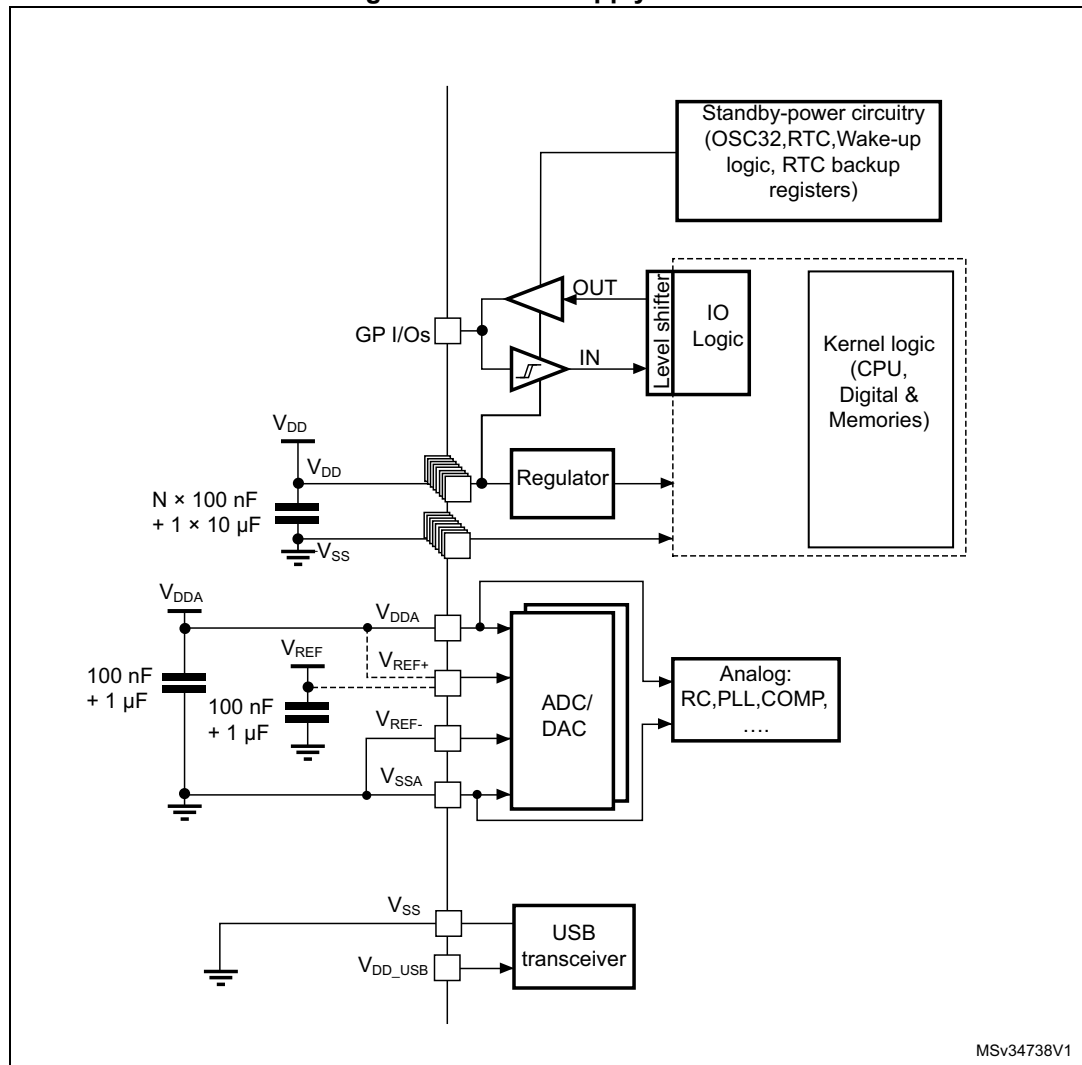 Standby-power circuitry
(OSC32,RTC,Wake-up
logic, RTC backup
registers)
OUT
Level shifter
IO
Logic
GP I/Os
IN
Kernel logic
(CPU,
Digital &
Memories)
VDD
VDD
Regulator
N × 100 nF
+ 1 × 10 µF
VSS
VDDA
VDDA
VREF
VREF+
100 nF
+ 1 µF
100 nF
+ 1 µF
ADC/
DAC
Analog:
RC,PLL,COMP,
....
VREF-
VSSA
VSS
USB
transceiver
VDD_USB
MSv34738V1